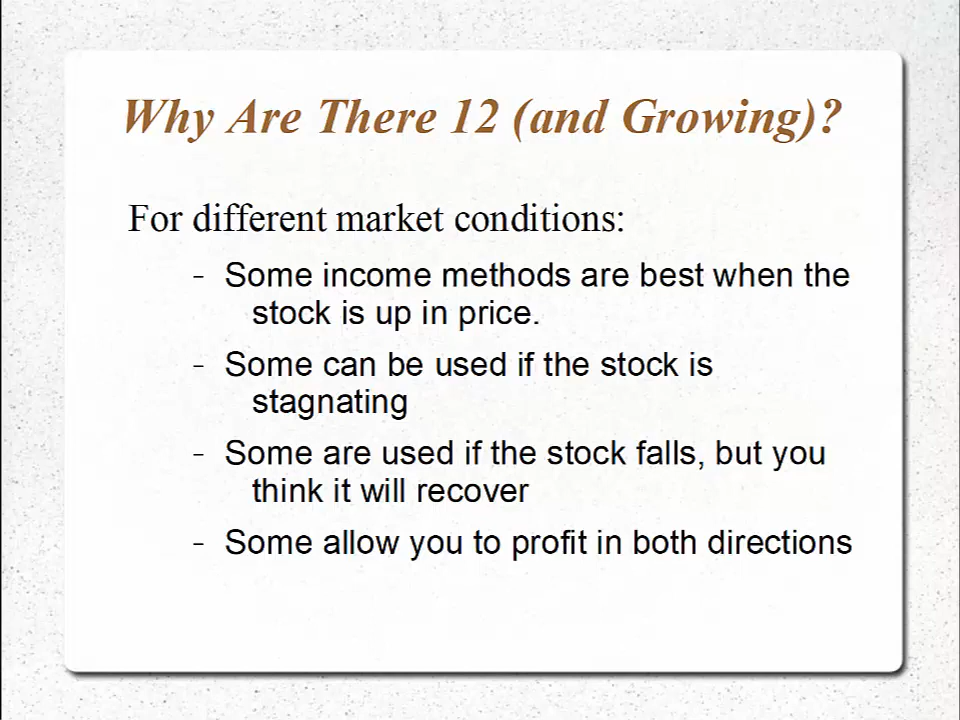 Why Are There 12 (and Growing)?
For different market conditions:
- Some income methods are best when the
stock is up in price.
- Some can be used if the stock is
stagnating
- Some are used if the stock falls, but you
think it will recover
- Some allow you to profit in both directions